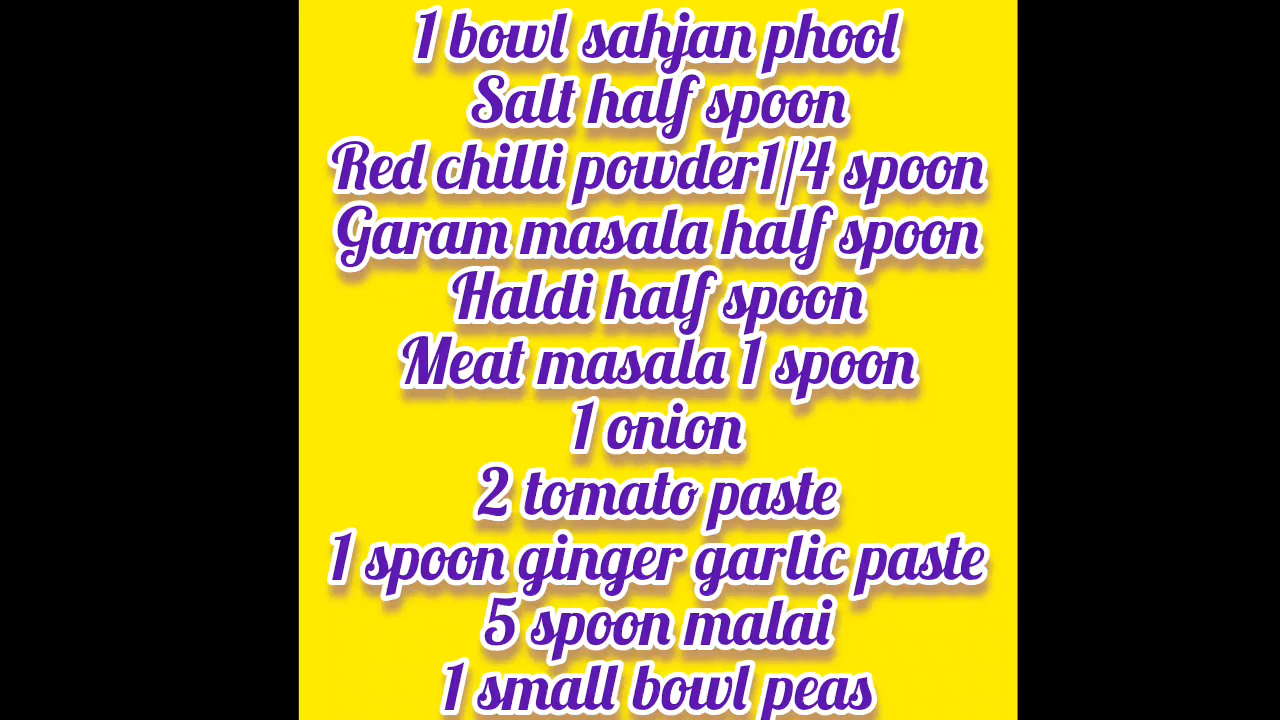 1 bowl sahjan phool
Salt half spoon
Red chilli powder1/4 spoon
Garam masala half spoon
Haldi half spoon
Meat masala 1 spoon
1 onion
2 tomato paste
1 spoon ginger garlic paste
5 spoon malai
1 small bowl peas